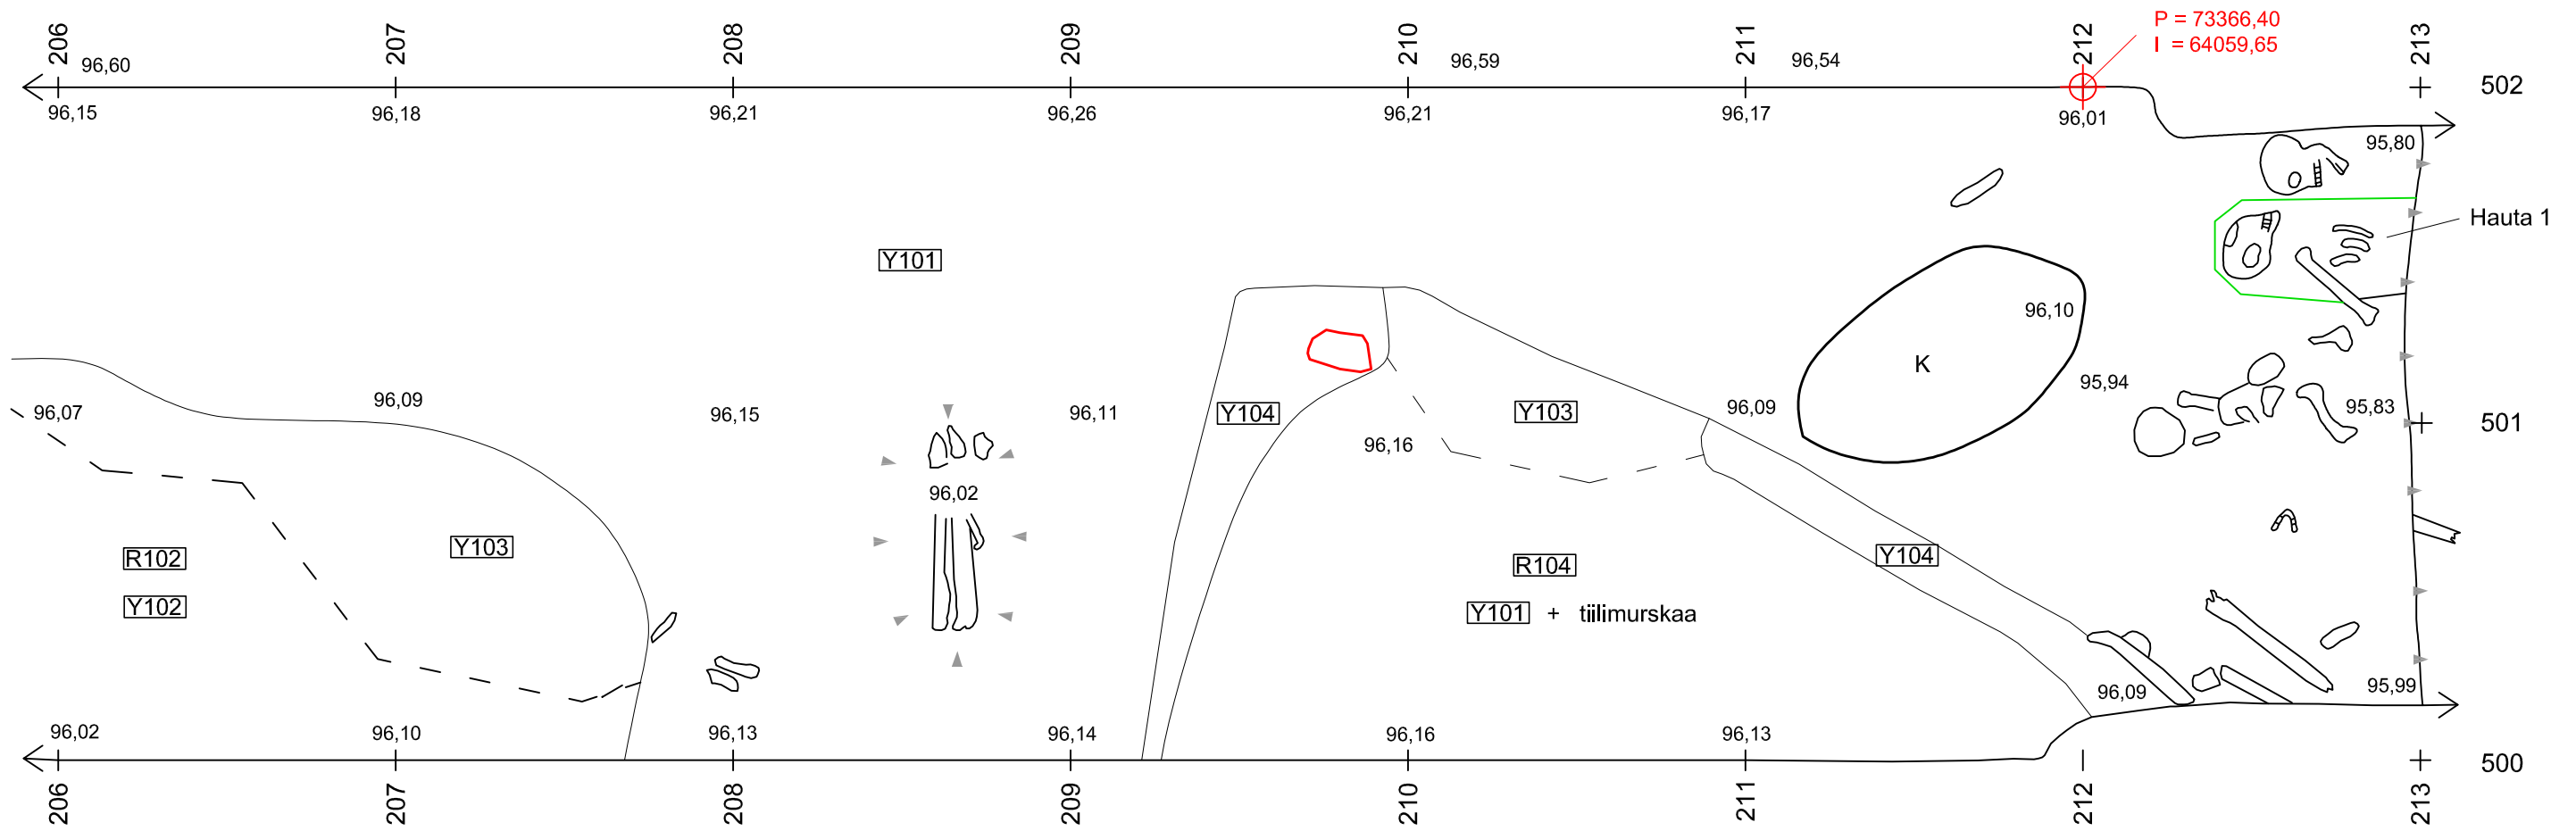 206 207 208 209 210 211 212 213
P = 73366,40
I = 64059,65
96,60 96,59 96,54
502
96,15 96,18 96,21 96,26 96,21 96,17 96,01
95,80
Hauta 1
Y101
96,10
K
95,94
96,07 96,09 96,15 96,11 Y104 Y103 96,09 95,83
501
96,16
96,02
Y103
R102
R104
Y104
Y102
Y101 + tiilimurskaa
96,09 95,99
96,02 96,10 96,13 96,14 96,16 96,13
500
206 207 208 209 210 211 212 213